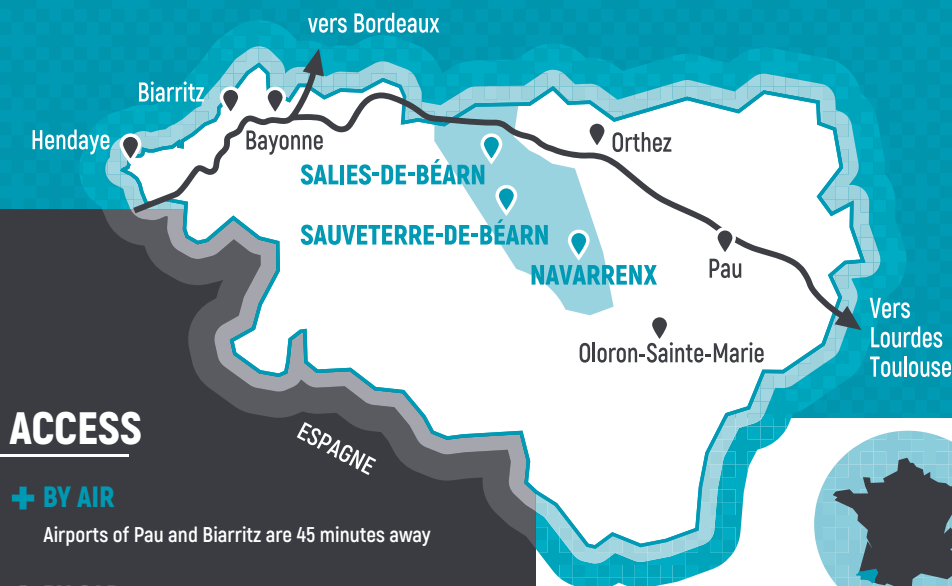 vers Bordeaux
Biarritz
Hendaye
Bayonne
Orthez
SALIES-DE-BÉARN
SAUVETERRE-DE-BÉARN
NAVARRENX
Pau
Oloron-Sainte-Marie
Vers
Lourdes
Toulouse
ESPAGNE
ACCESS
+ BY AIR
Airports of Pau and Biarritz are 45 minutes away